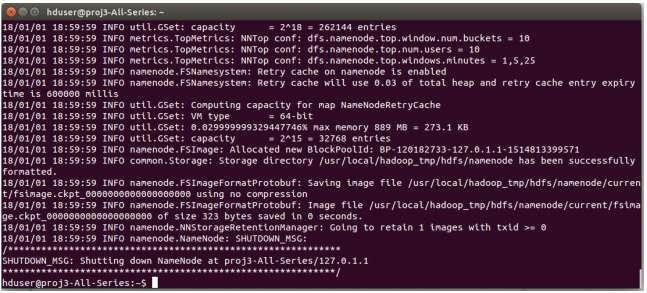 hduser@proj3-All-Series: ~
18/01/01 18:59:59 INFO util.GSet: capacity      = 2^18 = 262144 entries
18/01/01 18:59:59 INFO metrics.TopMetrics: NNTop conf: dfs.namenode.top.window.num.buckets = 10
18/01/01 18:59:59 INFO metrics.TopMetrics: NNTop conf: dfs.namenode.top.num.users = 10
18/01/01 18:59:59 INFO metrics.TopMetrics: NNTop conf: dfs.namenode.top.windows.minutes = 1,5,25
18/01/01 18:59:59 INFO namenode.FSNamesystem: Retry cache on namenode is enabled
18/01/01 18:59:59 INFO namenode.FSNamesystem: Retry cache will use 0.03 of total heap and retry cache entry expiry
time is 600000 millis
18/01/01 18:59:59 INFO util.GSet: Computing capacity for map NameNodeRetryCache
18/01/01 18:59:59 INFO util.GSet: VM type       = 64-bit
18/01/01 18:59:59 INFO util.GSet: 0.029999999329447746% max memory 889 MB = 273.1 KB
18/01/01 18:59:59 INFO util.GSet: capacity      = 2^15 = 32768 entries
18/01/01 18:59:59 INFO namenode.FSImage: Allocated new BlockPoolId: BP-120182733-127.0.1.1-1514813399571
18/01/01 18:59:59 INFO common.Storage: Storage directory /usr/local/hadoop_tmp/hdfs/namenode has been successfully
formatted.
18/01/01 18:59:59 INFO namenode.FSImageFormatProtobuf: Saving image file /usr/local/hadoop_tmp/hdfs/namenode/curren
t/fsimage.ckpt_0000000000000000000 using no compression
18/01/01 18:59:59 INFO namenode.FSImageFormatProtobuf: Image file /usr/local/hadoop_tmp/hdfs/namenode/current/fsima
ge.ckpt_0000000000000000000 of size 323 bytes saved in 0 seconds.
18/01/01 18:59:59 INFO namenode.NNStorageRetentionManager: Going to retain 1 images with txid >= 0
18/01/01 18:59:59 INFO namenode.NameNode: SHUTDOWN_MSG:
/************************************************************
SHUTDOWN_MSG: Shutting down NameNode at proj3-All-Series/127.0.1.1
************************************************************/
hduser@proj3-All-Series:~$